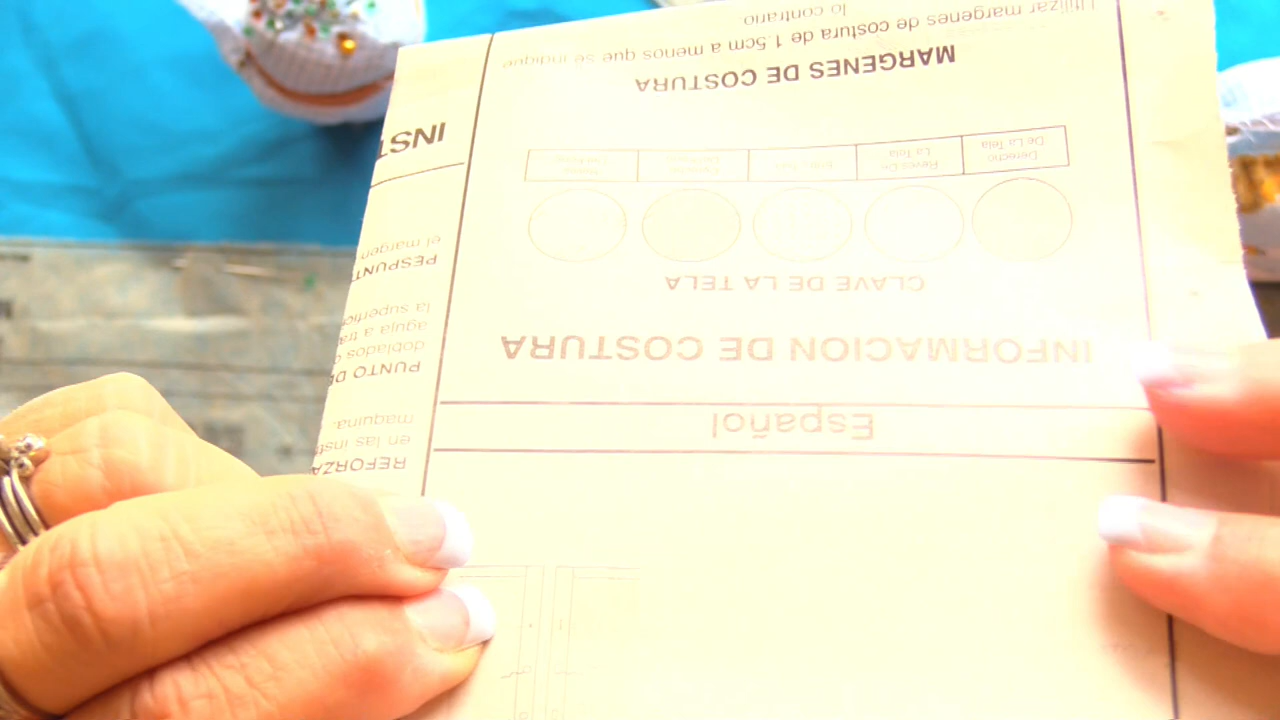 Español
INFORMACION DE COSTURA
CLAVE DE LA TELA
Derecho
De La Tela
Reves De
La Tela
MARGENES DE COSTURA
Utilizar margenes de costura de 1.5cm a menos que se indique
lo contrario.
REFORZA
en las inst
maquina.
PUNTO DE
doblados
aguja a tra
la superfici
PESPUNT
el margen
INST